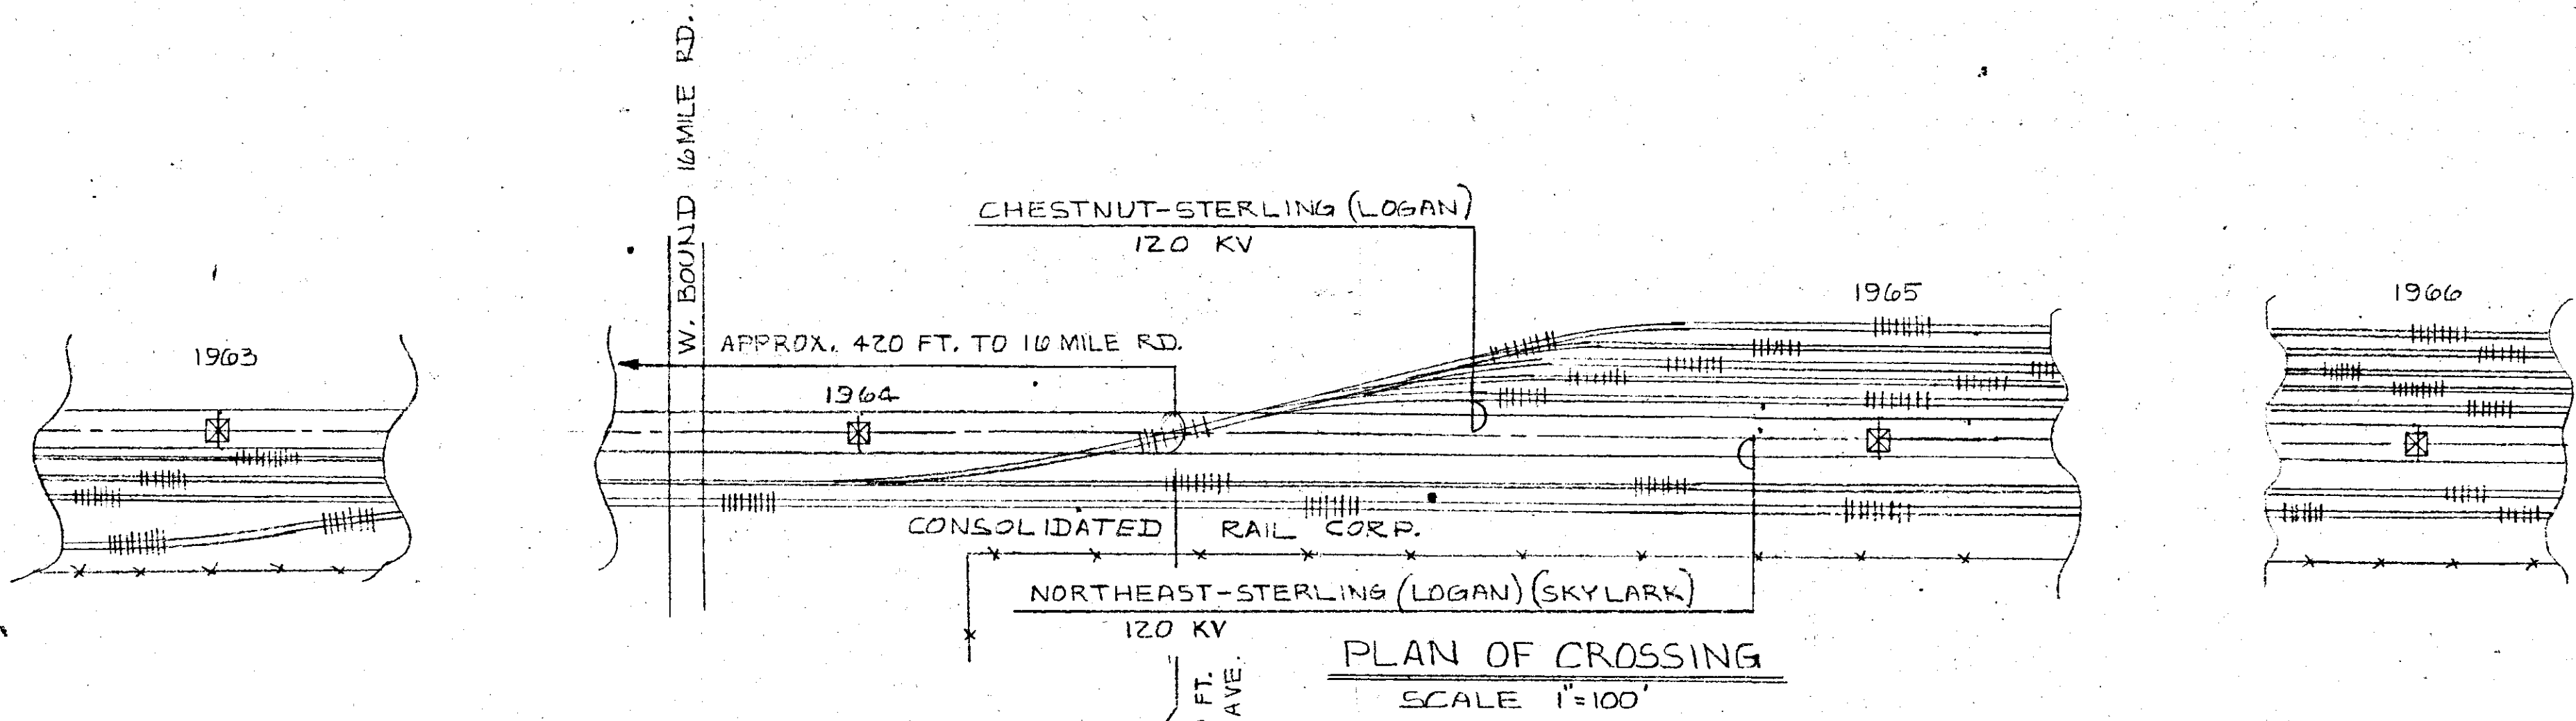 W. BOUND 16 MILE RD.
CHESTNUT-STERLING (LOGAN)
120 KV
1965
1966
1963
APPROX. 420 FT. TO 16 MILE RD.
1964
CONSOLIDATED RAIL CORP.
NORTHEAST-STERLING (LOGAN) (SKYLARK)
120 KV
PLAN OF CROSSING
SCALE 1"=100'
FT.
AVE.